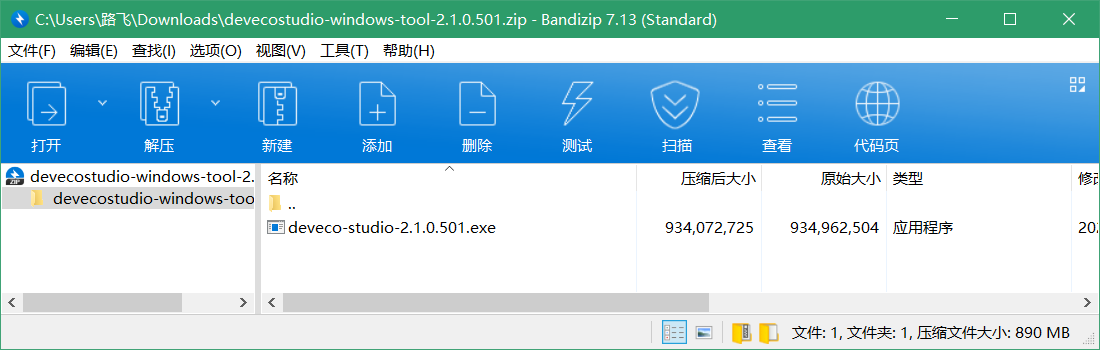 C:\Users\路飞\Downloads\devecostudio-windows-tool-2.1.0.501.zip - Bandizip 7.13 (Standard)
文件(F) 编辑(E) 查找(I) 选项(O) 视图(V) 工具(T) 帮助(H)
打开 解压 新建 添加 删除 测试 扫描 查看 代码页
devecostudio-windows-tool-2.
devecostudio-windows-too
名称 压缩后大小 原始大小 类型 修改
..
deveco-studio-2.1.0.501.exe 934,072,725 934,962,504 应用程序 202
文件: 1, 文件夹: 1, 压缩文件大小: 890 MB